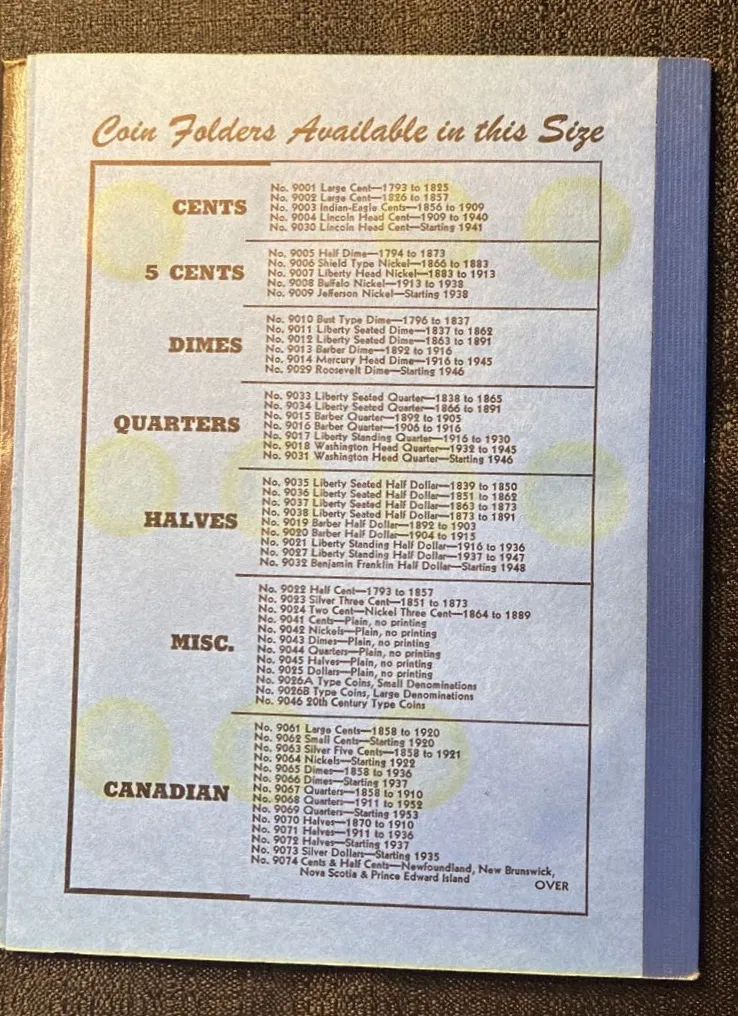 Coin Folders Available in this Size
CENTS
No. 9001 Large Cent—1793 to 1825
No. 9002 Large Cent—1826 to 1857
No. 9003 Indian-Eagle Cents—1856 to 1909
No. 9004 Lincoln Head Cent—1909 to 1940
No. 9030 Lincoln Head Cent—Starting 1941
5 CENTS
No. 9005 Half Dime—1794 to 1873
No. 9006 Shield Type Nickel—1866 to 1883
No. 9007 Liberty Head Nickel—1883 to 1913
No. 9008 Buffalo Nickel—1913 to 1938
No. 9009 Jefferson Nickel—Starting 1938
DIMES
No. 9010 Bust Type Dime—1796 to 1837
No. 9011 Liberty Seated Dime—1837 to 1862
No. 9012 Liberty Seated Dime—1863 to 1891
No. 9013 Barber Dime—1892 to 1916
No. 9014 Mercury Head Dime—1916 to 1945
No. 9029 Roosevelt Dime—Starting 1946
QUARTERS
No. 9033 Liberty Seated Quarter—1838 to 1865
No. 9034 Liberty Seated Quarter—1866 to 1891
No. 9015 Barber Quarter—1892 to 1905
No. 9016 Barber Quarter—1906 to 1916
No. 9017 Liberty Standing Quarter—1916 to 1930
No. 9018 Washington Head Quarter—1932 to 1945
No. 9031 Washington Head Quarter—Starting 1946
HALVES
No. 9035 Liberty Seated Half Dollar—1839 to 1850
No. 9036 Liberty Seated Half Dollar—1851 to 1862
No. 9037 Liberty Seated Half Dollar—1863 to 1873
No. 9038 Liberty Seated Half Dollar—1873 to 1891
No. 9019 Barber Half Dollar—1892 to 1903
No. 9020 Barber Half Dollar—1904 to 1915
No. 9021 Liberty Standing Half Dollar—1916 to 1936
No. 9027 Liberty Standing Half Dollar—1937 to 1947
No. 9032 Benjamin Franklin Half Dollar—Starting 1948
MISC.
No. 9022 Half Cent—1793 to 1857
No. 9023 Silver Three Cent—1851 to 1873
No. 9024 Two Cent—Nickel Three Cent—1864 to 1889
No. 9041 Cents—Plain, no printing
No. 9042 Nickels—Plain, no printing
No. 9043 Dimes—Plain, no printing
No. 9044 Quarters—Plain, no printing
No. 9045 Halves—Plain, no printing
No. 9025 Dollars—Plain, no printing
No. 9026A Type Coins, Small Denominations
No. 9026B Type Coins, Large Denominations
No. 9046 20th Century Type Coins
CANADIAN
No. 9061 Large Cents—1858 to 1920
No. 9062 Small Cents—Starting 1920
No. 9063 Silver Five Cents—1858 to 1921
No. 9064 Nickels—Starting 1922
No. 9065 Dimes—1858 to 1936
No. 9066 Dimes—Starting 1937
No. 9067 Quarters—1858 to 1910
No. 9068 Quarters—1911 to 1952
No. 9069 Quarters—Starting 1953
No. 9070 Halves—1870 to 1910
No. 9071 Halves—1911 to 1936
No. 9072 Halves—Starting 1937
No. 9073 Silver Dollars—Starting 1935
No. 9074 Cents & Half Cents—Newfoundland, New Brunswick,
Nova Scotia & Prince Edward Island
OVER